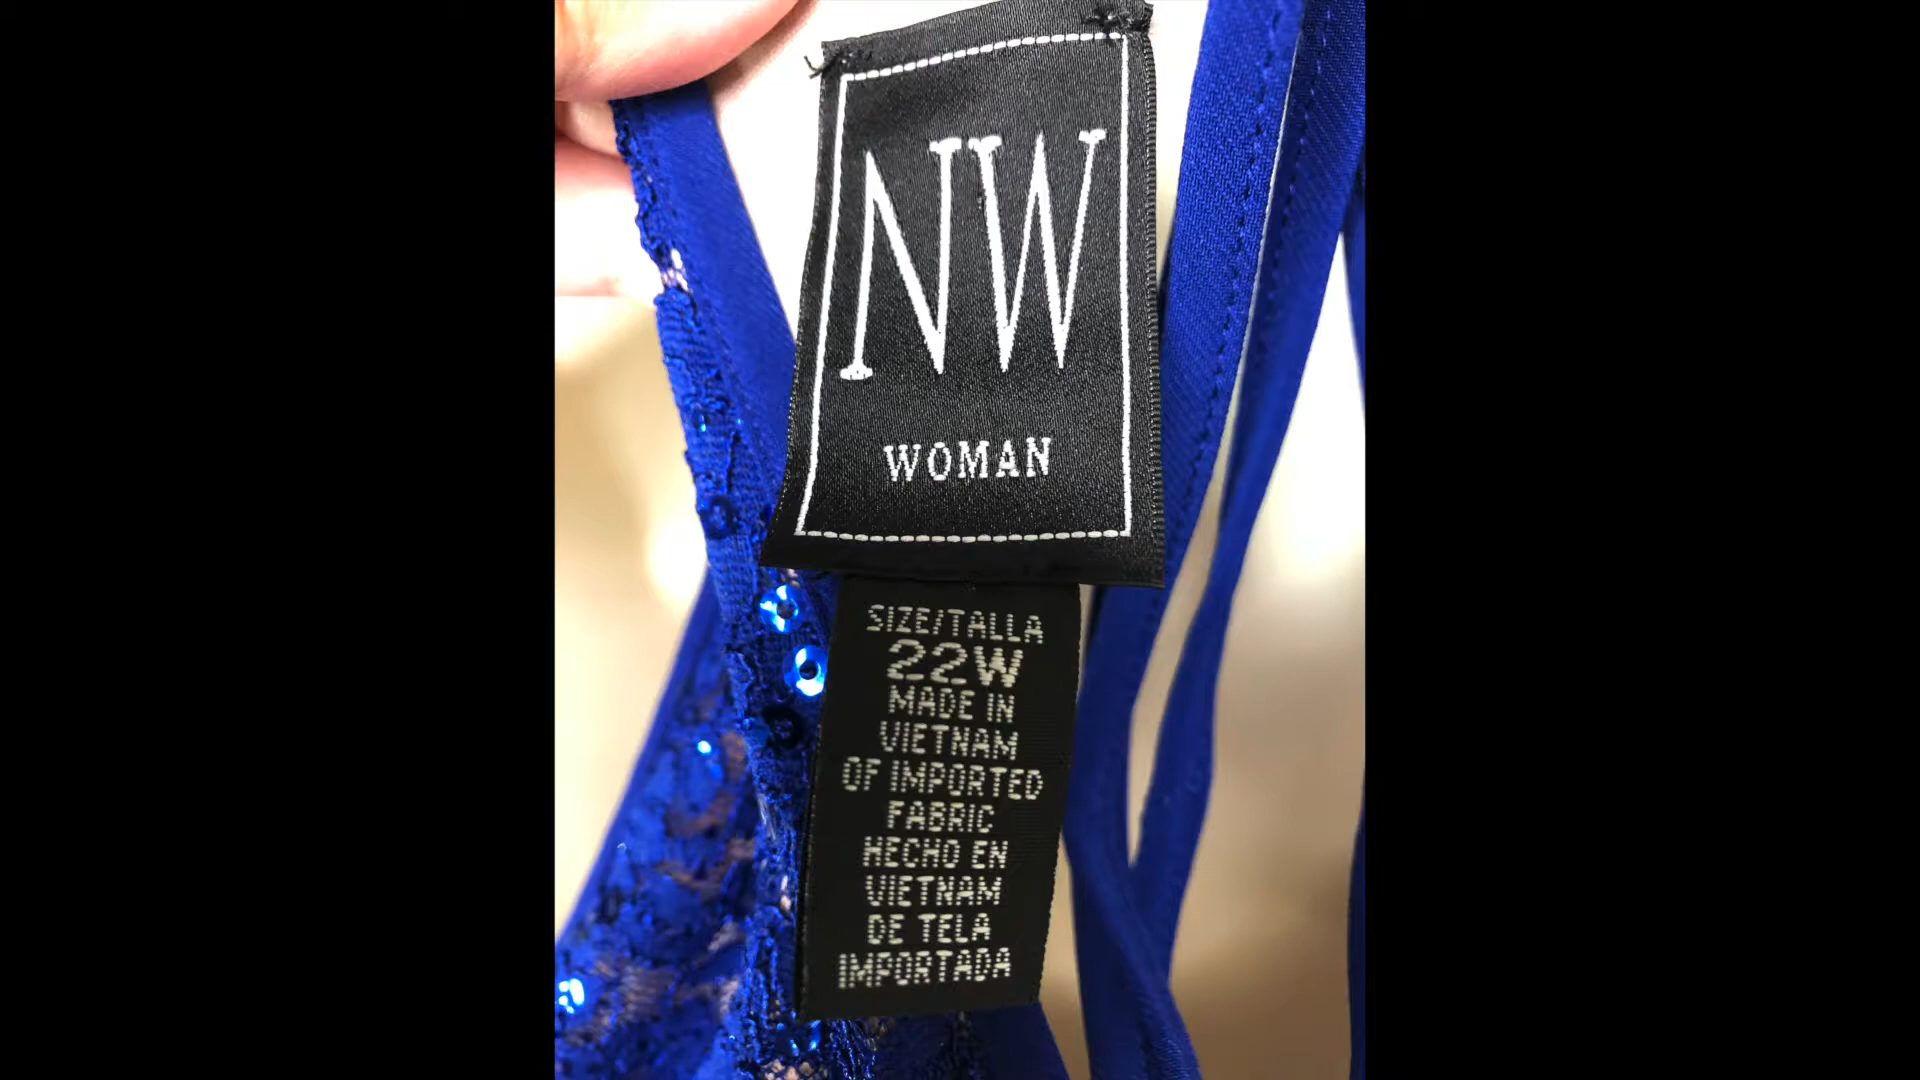 NW
WOMAN
SIZE/TALLA
22W
MADE IN
VIETNAM
OF IMPORTED
FABRIC
HECHO EN
VIETNAM
DE TELA
IMPORTADA